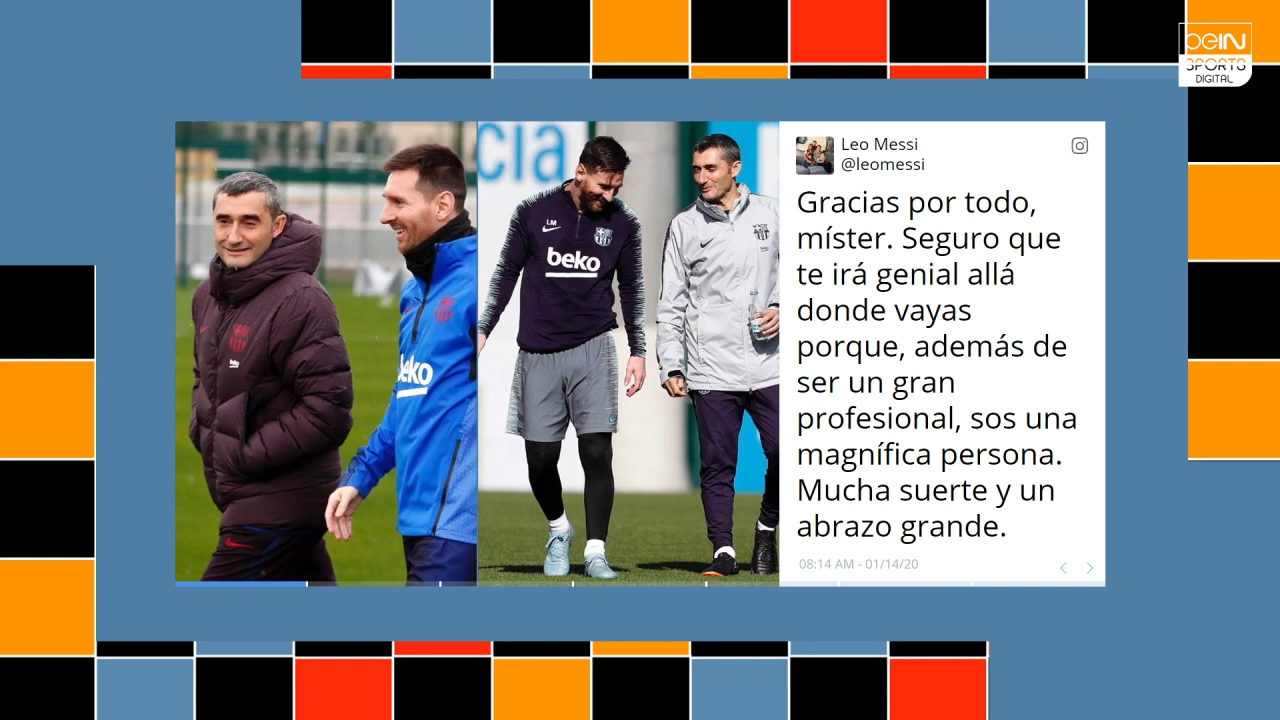 beIN
SPORTS
DIGITAL
cia
LM
beko
beko
beko
Leo Messi
@leomessi
Gracias por todo,
míster. Seguro que
te irá genial allá
donde vayas
porque, además de
ser un gran
profesional, sos una
magnífica persona.
Mucha suerte y un
abrazo grande.
08:14 AM - 01/14/20